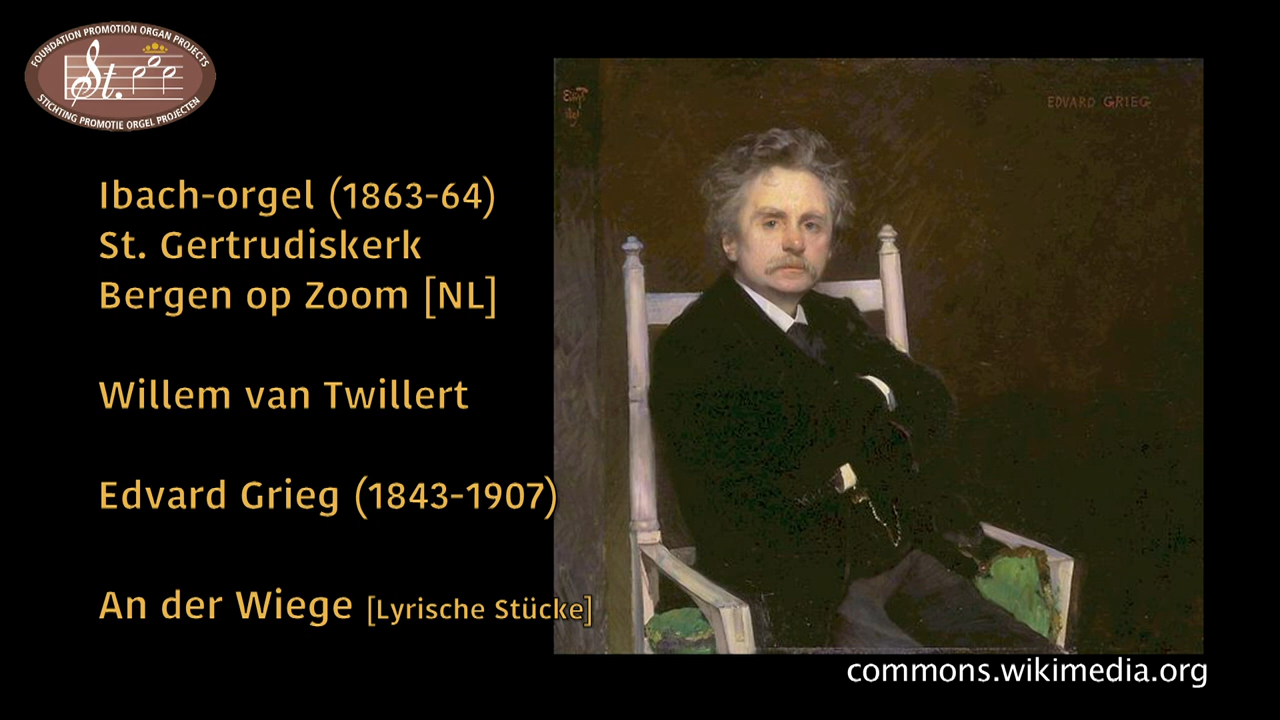 FOUNDATION PROMOTION ORGAN PROJECTS
St.
STICHTING PROMOTIE ORGEL PROJECTEN
Ibach-orgel (1863-64)
St. Gertrudiskerk
Bergen op Zoom [NL]
Willem van Twillert
Edvard Grieg (1843-1907)
An der Wiege [Lyrische Stücke]
EDVARD GRIEG
commons.wikimedia.org